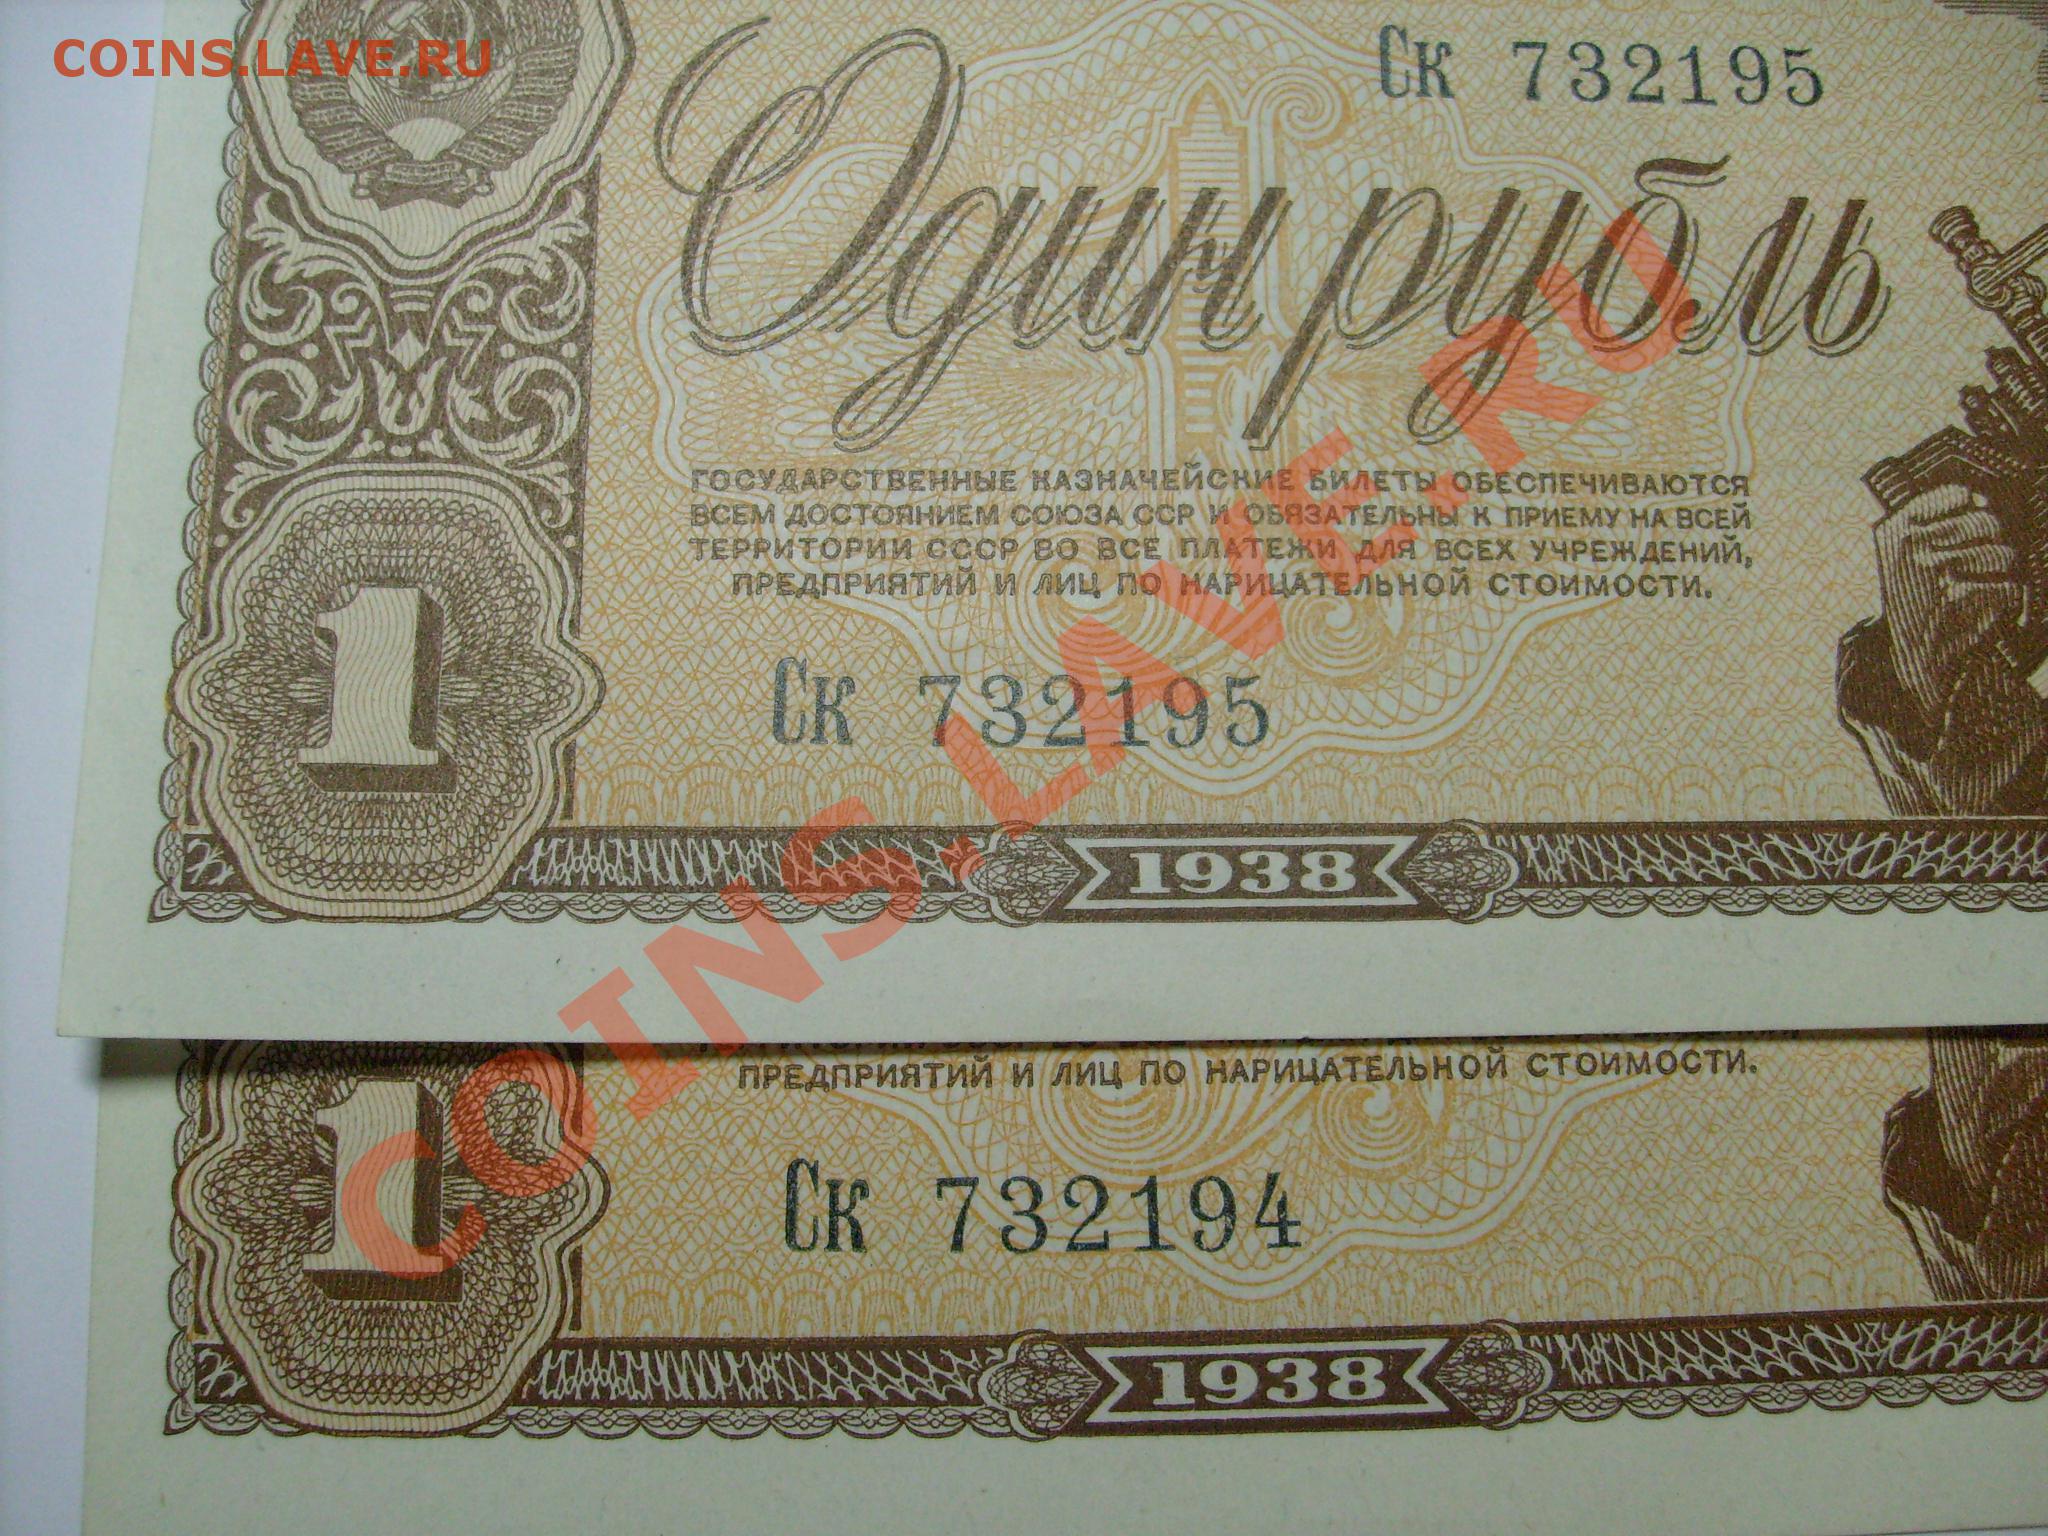 COINS.LAVE.RU
Ск 732195
Один рубль
ГОСУДАРСТВЕННЫЕ КАЗНАЧЕЙСКИЕ БИЛЕТЫ ОБЕСПЕЧИВАЮТСЯ
ВСЕМ ДОСТОЯНИЕМ СОЮЗА ССР И ОБЯЗАТЕЛЬНЫ К ПРИЕМУ НА ВСЕЙ
ТЕРРИТОРИИ СССР ВО ВСЕ ПЛАТЕЖИ ДЛЯ ВСЕХ УЧРЕЖДЕНИЙ,
ПРЕДПРИЯТИЙ И ЛИЦ ПО НАРИЦАТЕЛЬНОЙ СТОИМОСТИ.
1
Ск 732195
1938
COINS.LAVE.RU
ПРЕДПРИЯТИЙ И ЛИЦ ПО НАРИЦАТЕЛЬНОЙ СТОИМОСТИ.
1
Ск 732194
1938